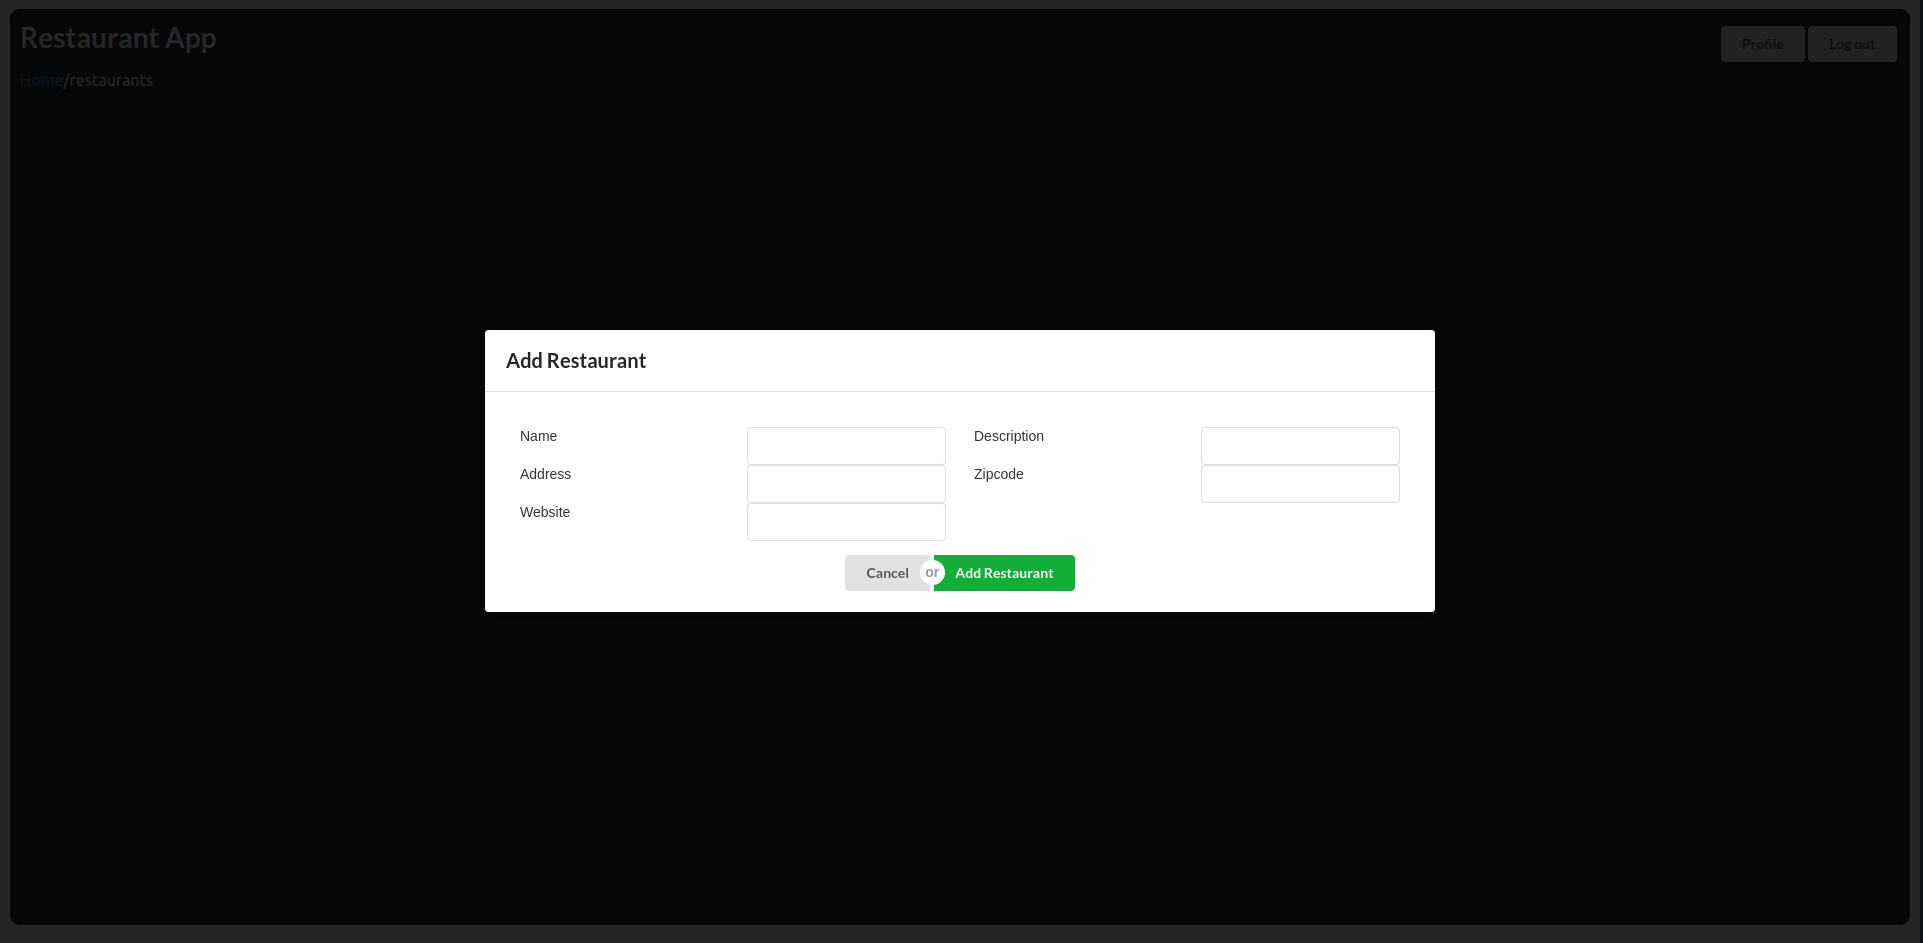 Restaurant App
Profile
Log out
Home/restaurants
Add Restaurant
Name
Description
Address
Zipcode
Website
Cancel or Add Restaurant